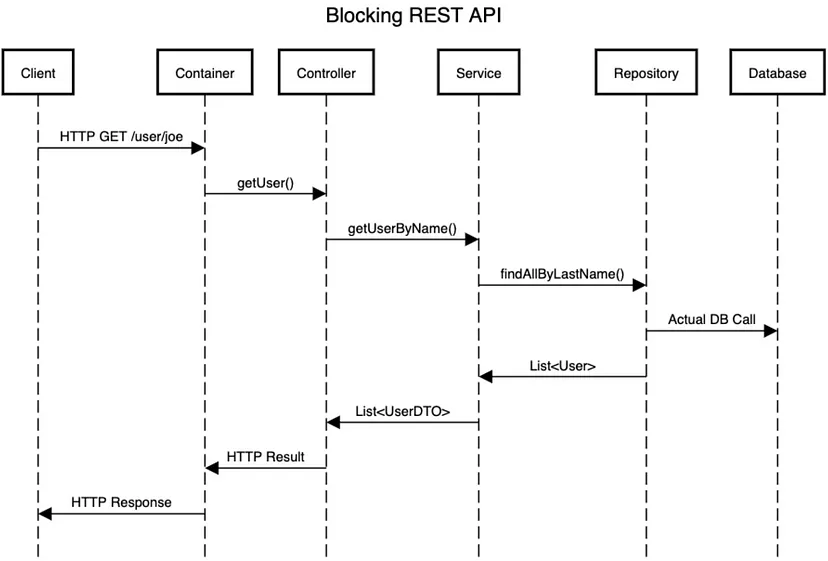 Blocking REST API
Client
Container
Controller
Service
Repository
Database
HTTP GET /user/joe
getUser()
getUserByName()
findAllByLastName()
Actual DB Call
List<User>
List<UserDTO>
HTTP Result
HTTP Response